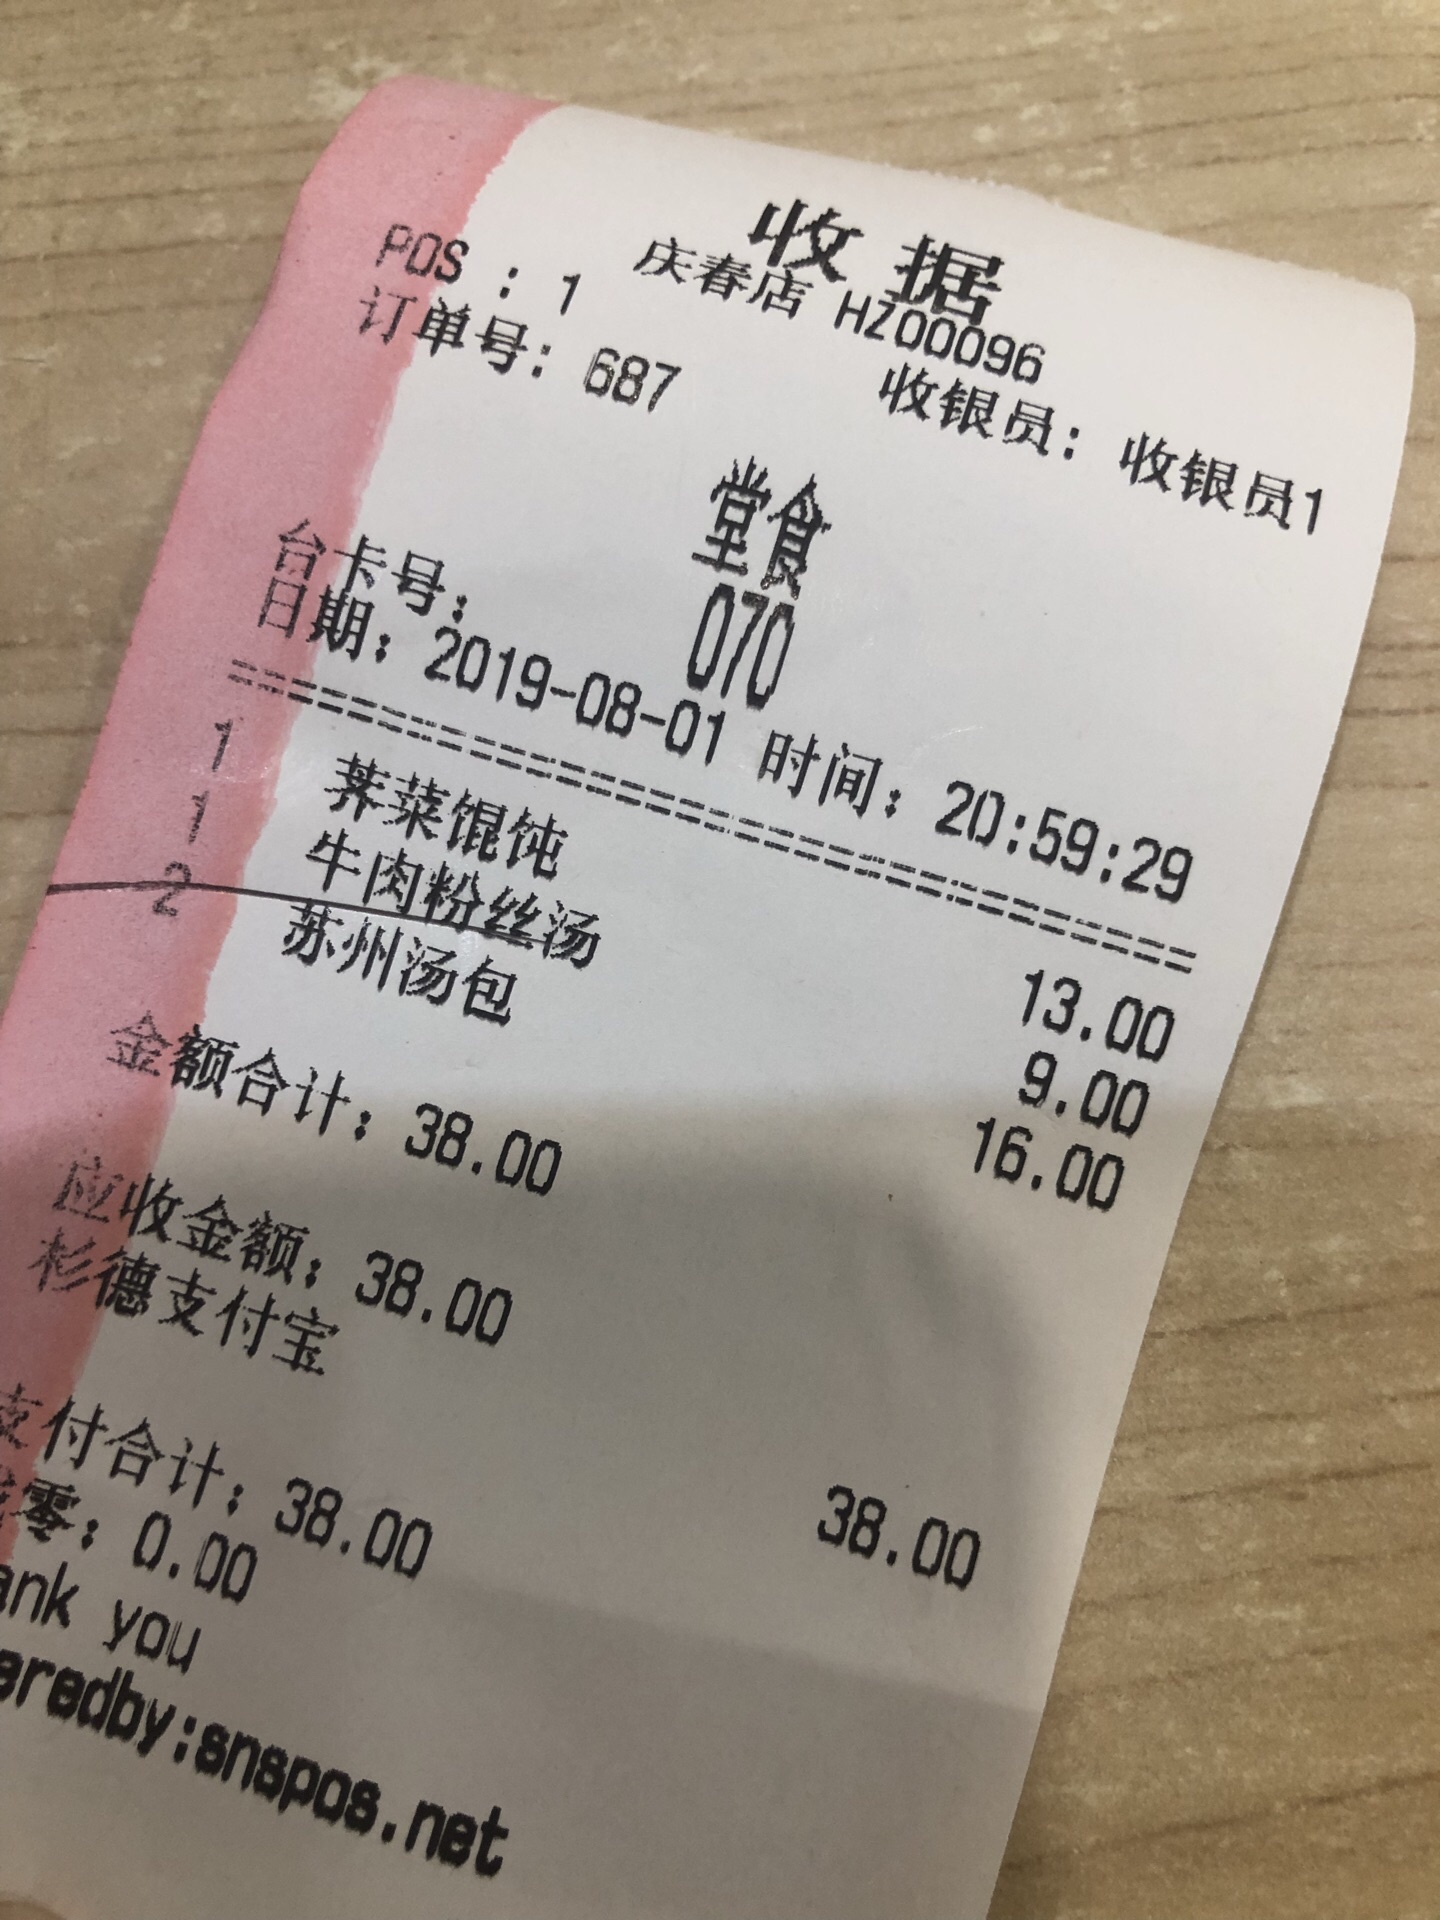 收据
庆春店 HZ00096
POS : 1
收银员: 收银员1
订单号: 687
堂食
台卡号:
070
日期: 2019-08-01 时间: 20:59:29
1 荠菜馄饨 13.00
1 牛肉粉丝汤 9.00
2 苏州汤包 16.00
金额合计: 38.00
应收金额: 38.00
杉德支付宝 38.00
支付合计: 38.00
零: 0.00
ank you
eredby:snspos.net